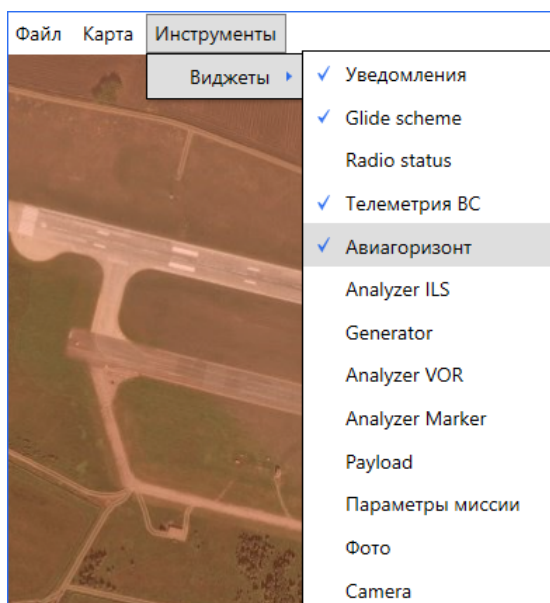 Файл Карта Инструменты
Виджеты
Уведомления
Glide scheme
Radio status
Телеметрия ВС
Авиагоризонт
Analyzer ILS
Generator
Analyzer VOR
Analyzer Marker
Payload
Параметры миссии
Фото
Camera